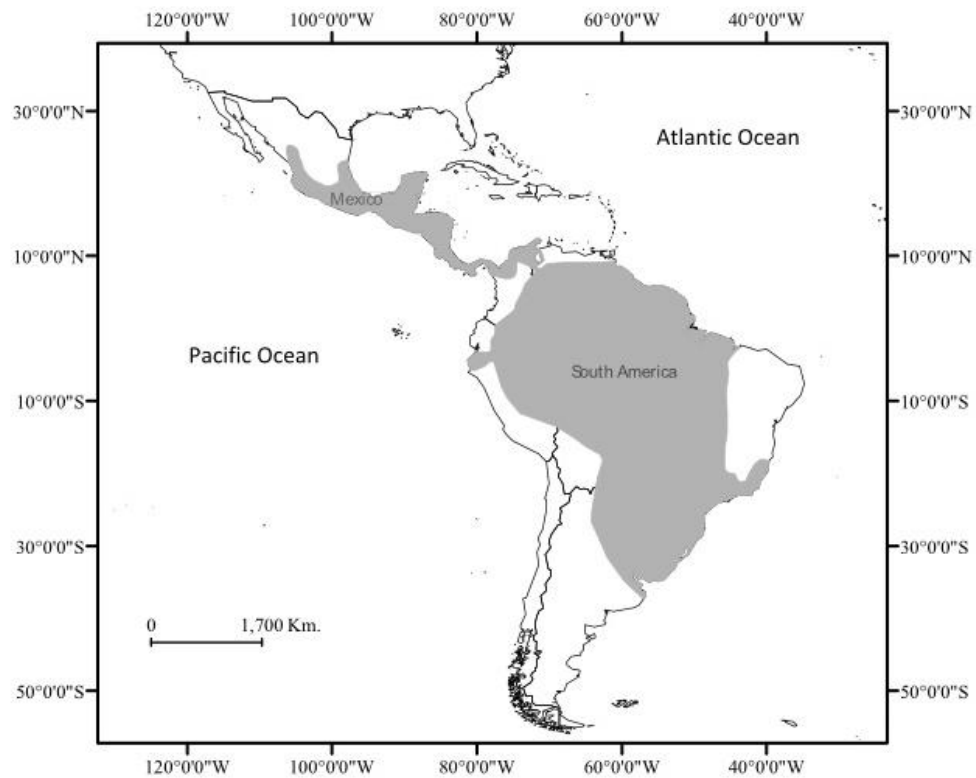 120°0'0"W 100°0'0"W 80°0'0"W 60°0'0"W 40°0'0"W
30°0'0"N 30°0'0"N
Atlantic Ocean
Mexico
10°0'0"N 10°0'0"N
Pacific Ocean
South America
10°0'0"S 10°0'0"S
30°0'0"S 30°0'0"S
0 1,700 Km.
50°0'0"S 50°0'0"S
120°0'0"W 100°0'0"W 80°0'0"W 60°0'0"W 40°0'0"W